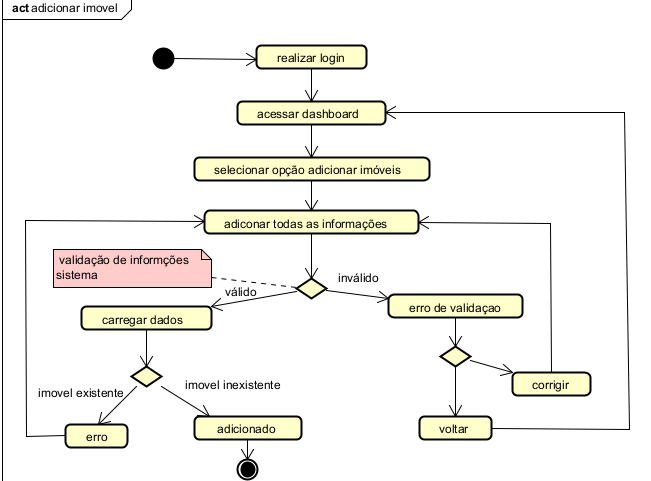 act adicionar imovel
realizar login
acessar dashboard
selecionar opção adicionar imóveis
adiconar todas as informações
validação de informções
sistema
inválido
válido
erro de validaçao
carregar dados
imovel existente
imovel inexistente
corrigir
erro
adicionado
voltar